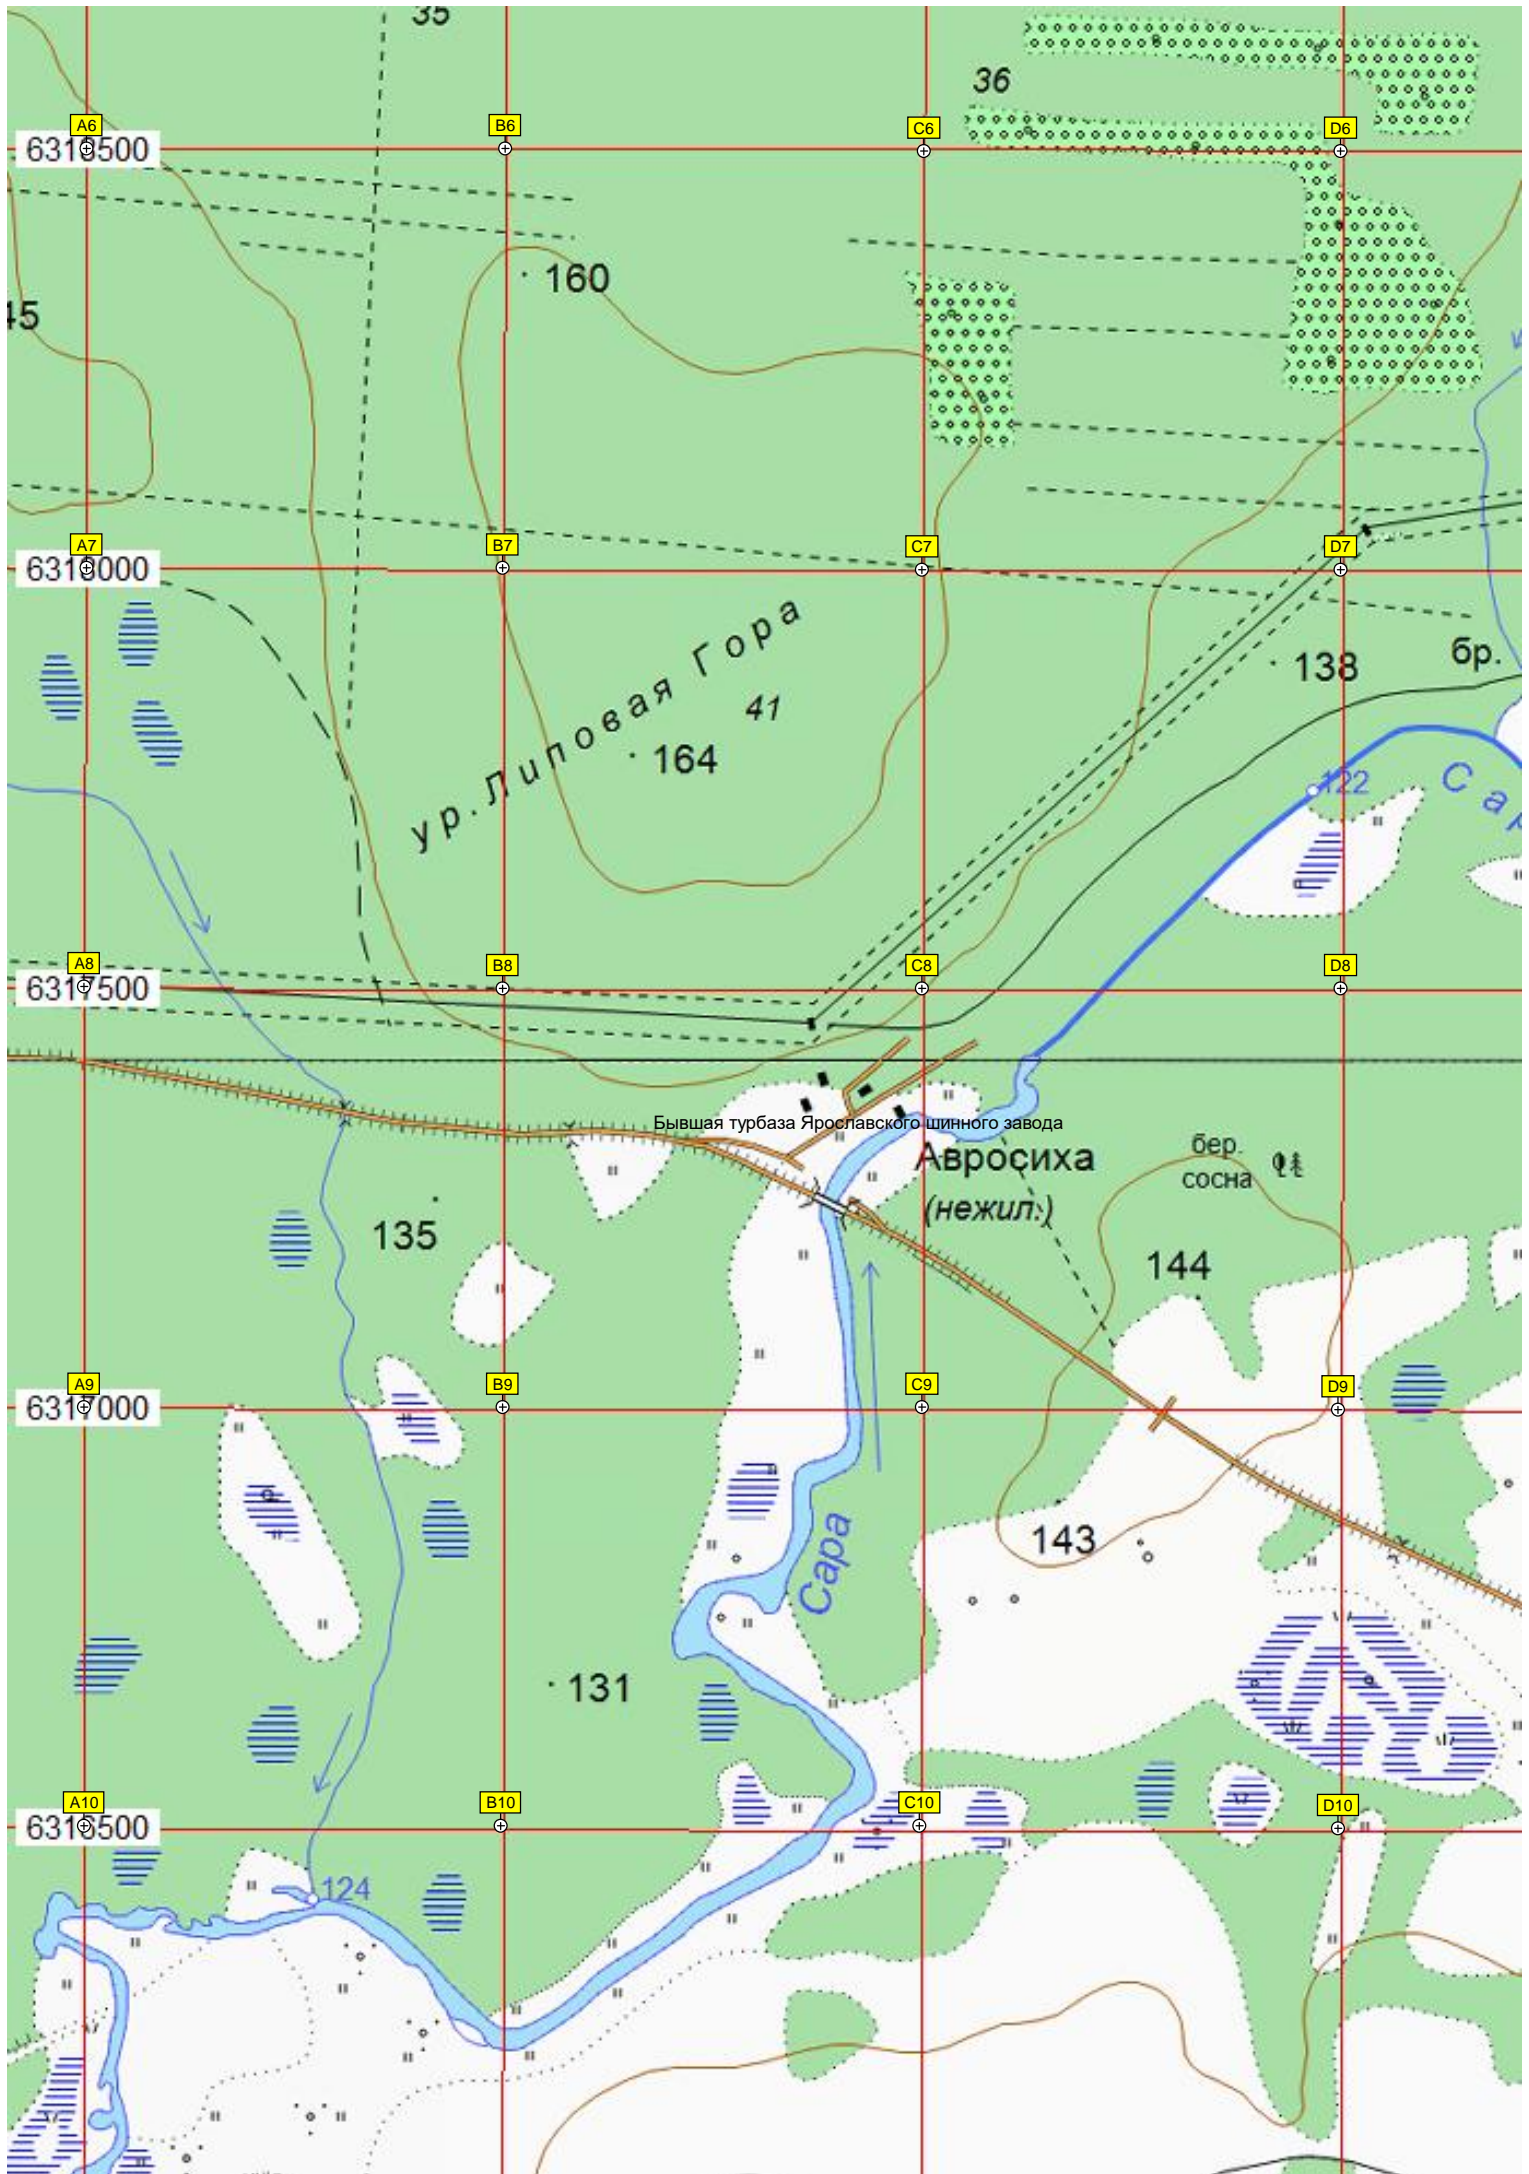 35
36
A6
B6
C6
D6
6318500
160
45
A7
B7
C7
D7
6318000
138
бр.
ур. Липовая Гора
41
164
122
Сар
A8
B8
C8
D8
6317500
Бывшая турбаза Ярославского шинного завода
Авросиха
(нежил.)
бер.
сосна
135
144
A9
B9
C9
D9
6317000
143
Сара
131
A10
B10
C10
D10
6316500
124